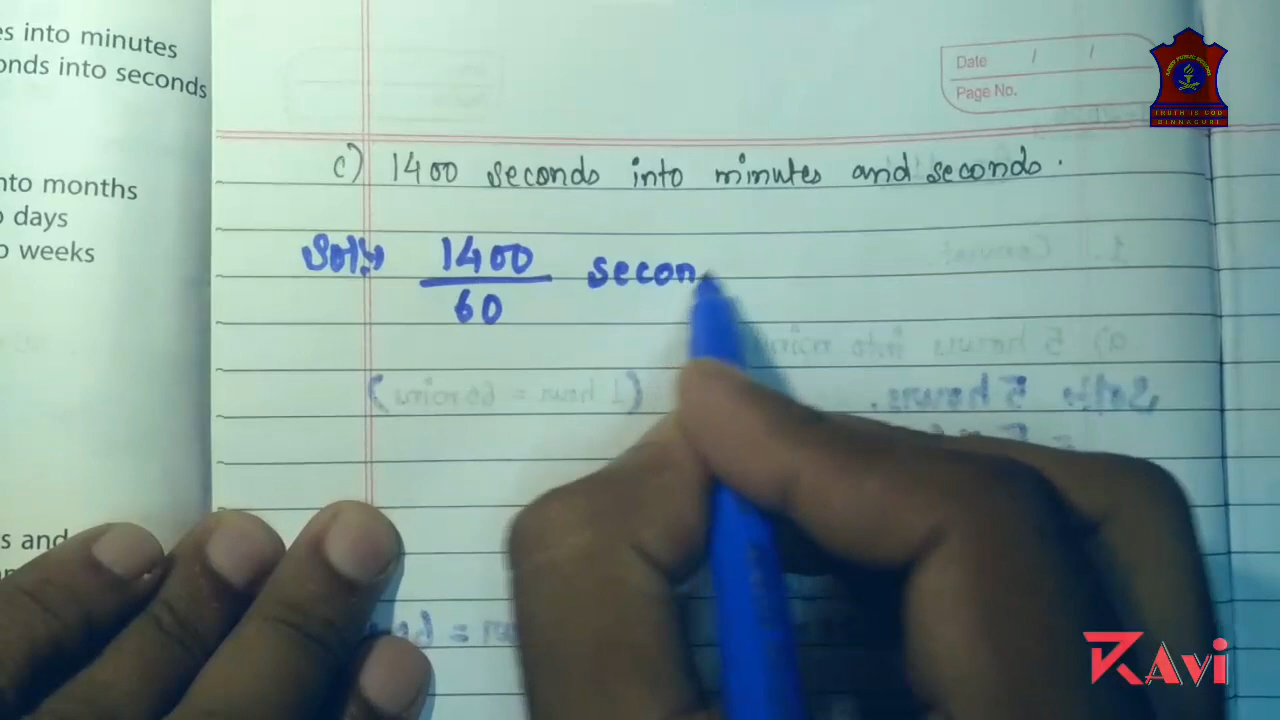 es into minutes
onds into seconds
nto months
o days
o weeks
s and
Date / /
Page No.
TRUTH IS GOD
BINNAGURI
c) 1400 seconds into minutes and seconds.
Soln 1400
60
secon
RAvi